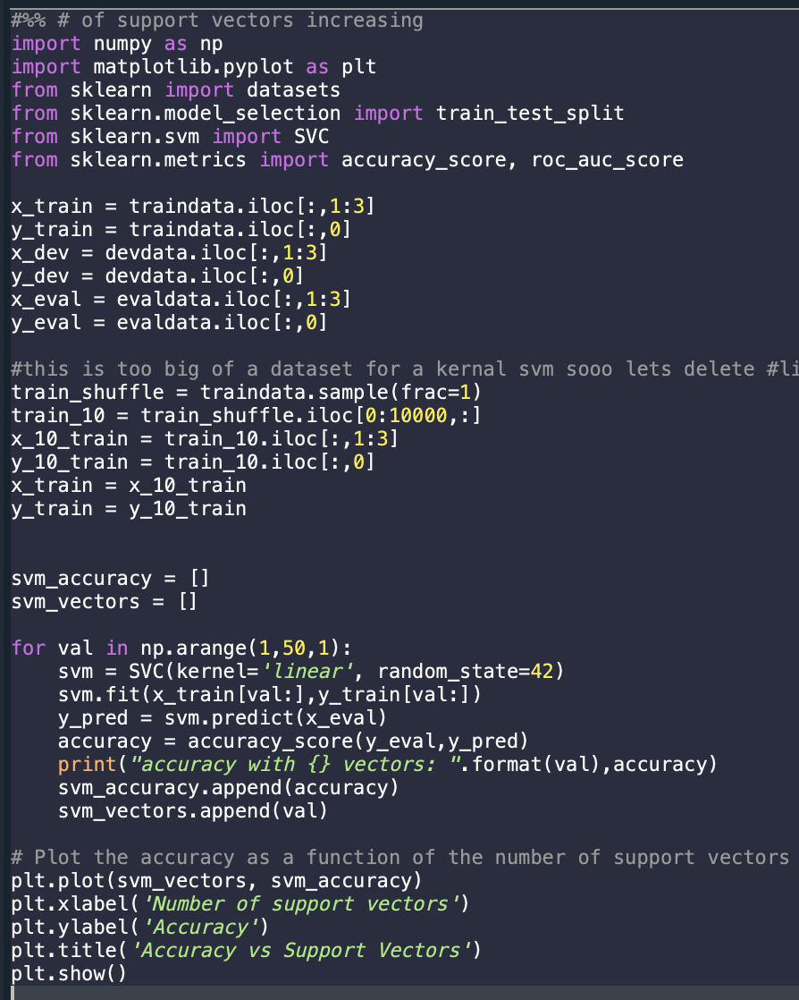 #%% # of support vectors increasing
import numpy as np
import matplotlib.pyplot as plt
from sklearn import datasets
from sklearn.model_selection import train_test_split
from sklearn.svm import SVC
from sklearn.metrics import accuracy_score, roc_auc_score

x_train = traindata.iloc[:,1:3]
y_train = traindata.iloc[:,0]
x_dev = devdata.iloc[:,1:3]
y_dev = devdata.iloc[:,0]
x_eval = evaldata.iloc[:,1:3]
y_eval = evaldata.iloc[:,0]

#this is too big of a dataset for a kernal svm sooo lets delete #li
train_shuffle = traindata.sample(frac=1)
train_10 = train_shuffle.iloc[0:10000,:]
x_10_train = train_10.iloc[:,1:3]
y_10_train = train_10.iloc[:,0]
x_train = x_10_train
y_train = y_10_train

svm_accuracy = []
svm_vectors = []

for val in np.arange(1,50,1):
    svm = SVC(kernel='linear', random_state=42)
    svm.fit(x_train[val:],y_train[val:])
    y_pred = svm.predict(x_eval)
    accuracy = accuracy_score(y_eval,y_pred)
    print("accuracy with {} vectors: ".format(val),accuracy)
    svm_accuracy.append(accuracy)
    svm_vectors.append(val)

# Plot the accuracy as a function of the number of support vectors
plt.plot(svm_vectors, svm_accuracy)
plt.xlabel('Number of support vectors')
plt.ylabel('Accuracy')
plt.title('Accuracy vs Support Vectors')
plt.show()